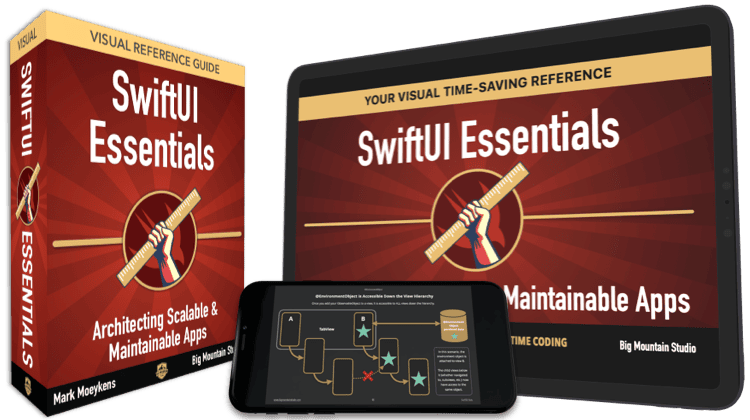 VISUAL
SWIFTUI
ESSENTIALS
VISUAL REFERENCE GUIDE
SwiftUI
Essentials
Architecting Scalable &
Maintainable Apps
Mark Moeykens
Big Mountain Stu
YOUR VISUAL TIME-SAVING REFERENCE
SwiftUI Essentials
Maintainable Apps
TIME CODING
Big Mountain Studio
@EnvironmentObject is Accessible Down the View Hierarchy
A
TabView
B